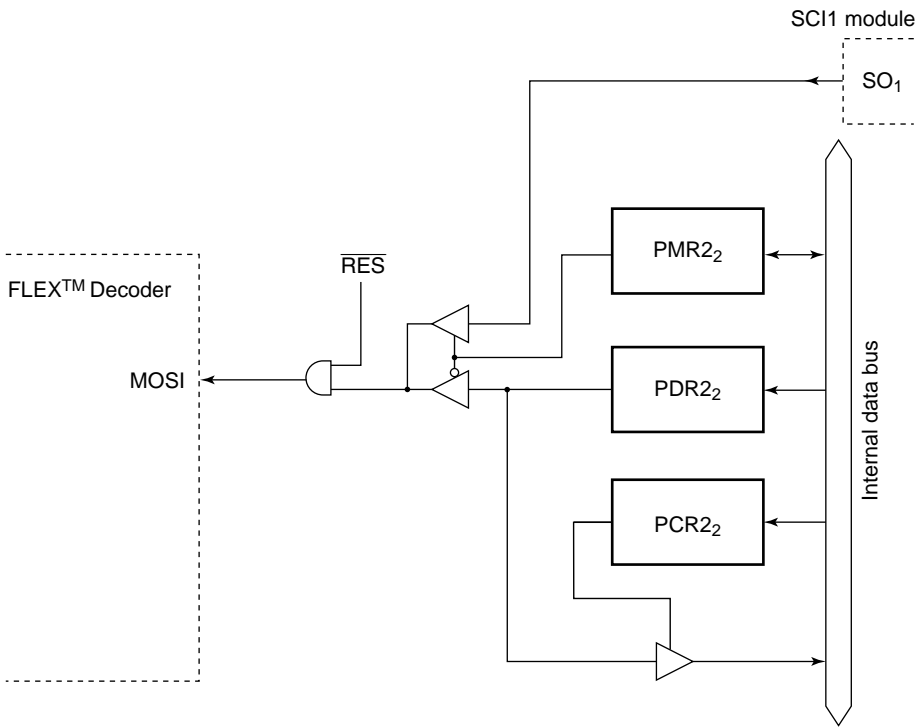 SCI1 module
SO₁
PMR2₂
RES
FLEX™ Decoder
MOSI
PDR2₂
PCR2₂
Internal data bus